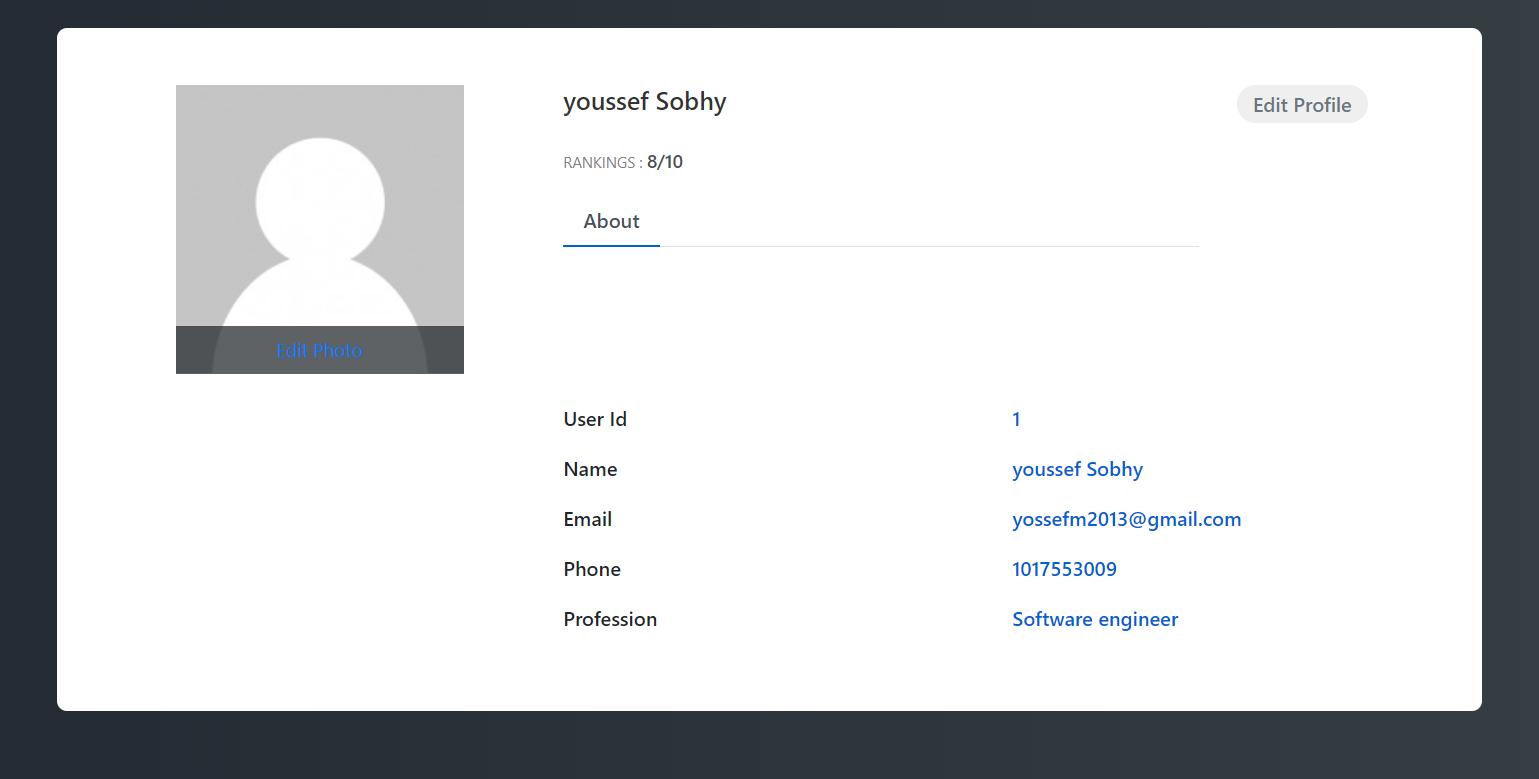 youssef Sobhy
Edit Profile
RANKINGS : 8/10
About
Edit Photo
User Id 1
Name youssef Sobhy
Email yossefm2013@gmail.com
Phone 1017553009
Profession Software engineer